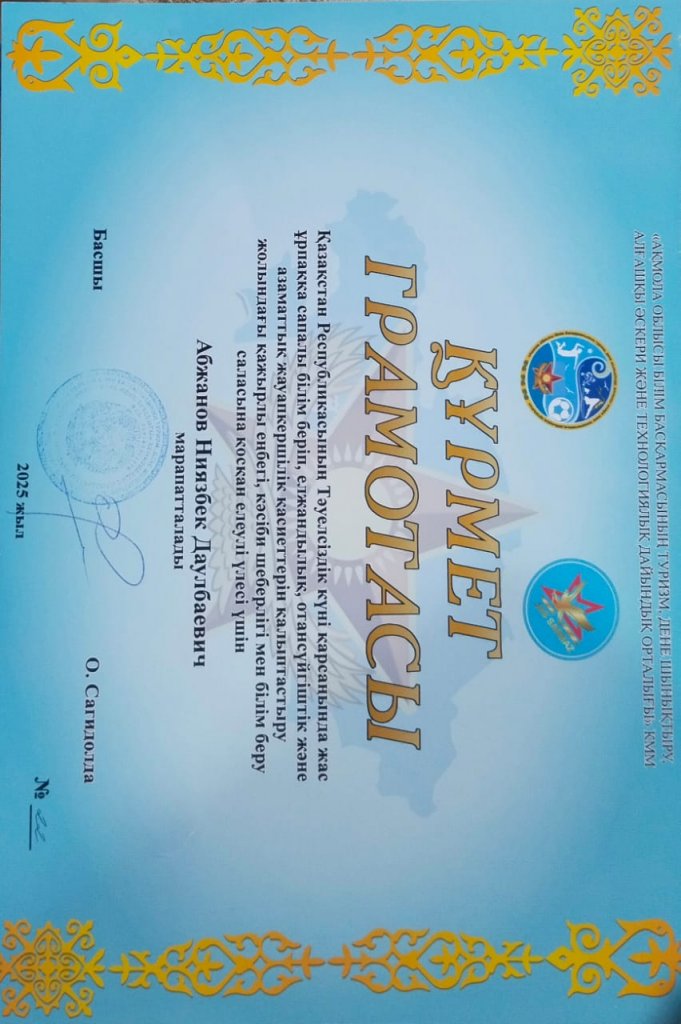 «АҚМОЛА ОБЛЫСЫ БІЛІМ БАСҚАРМАСЫНЫҢ ТУРИЗМ, ДЕНЕ ШЫНЫҚТЫРУ,
АЛҒАШҚЫ ӘСКЕРИ ЖӘНЕ ТЕХНОЛОГИЯЛЫҚ ДАЙЫНДЫҚ ОРТАЛЫҒЫ» КММ
ҚҰРМЕТ
ГРАМОТАСЫ
Қазақстан Республикасының Тәуелсіздік күні қарсаңында жас
ұрпаққа сапалы білім беріп, елжандылық, отансүйгіштік және
азаматтық жауапкершілік қасиеттерін қалыптастыру
жолындағы қажырлы еңбегі, кәсіби шеберлігі мен білім беру
саласына қосқан елеулі үлесі үшін
Абжанов Ниязбек Даулбаевич
марапатталады
Басшы О. Сагидолда
№
2025 жыл